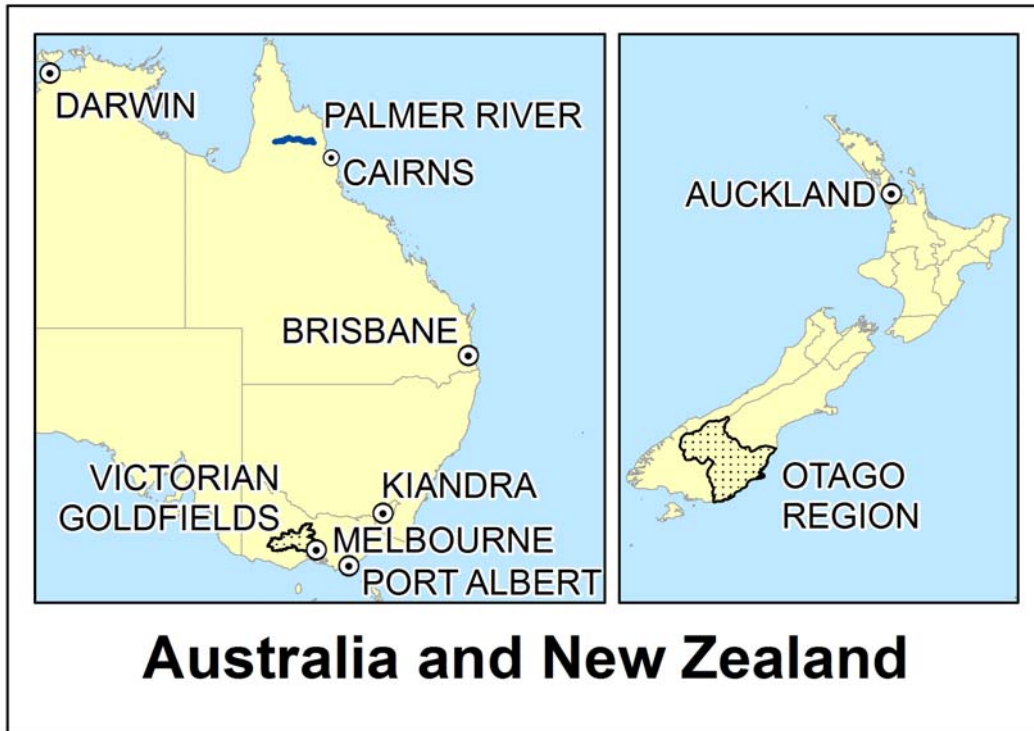 DARWIN
PALMER RIVER
CAIRNS
BRISBANE
VICTORIAN
GOLDFIELDS
KIANDRA
MELBOURNE
PORT ALBERT
AUCKLAND
OTAGO
REGION
Australia and New Zealand